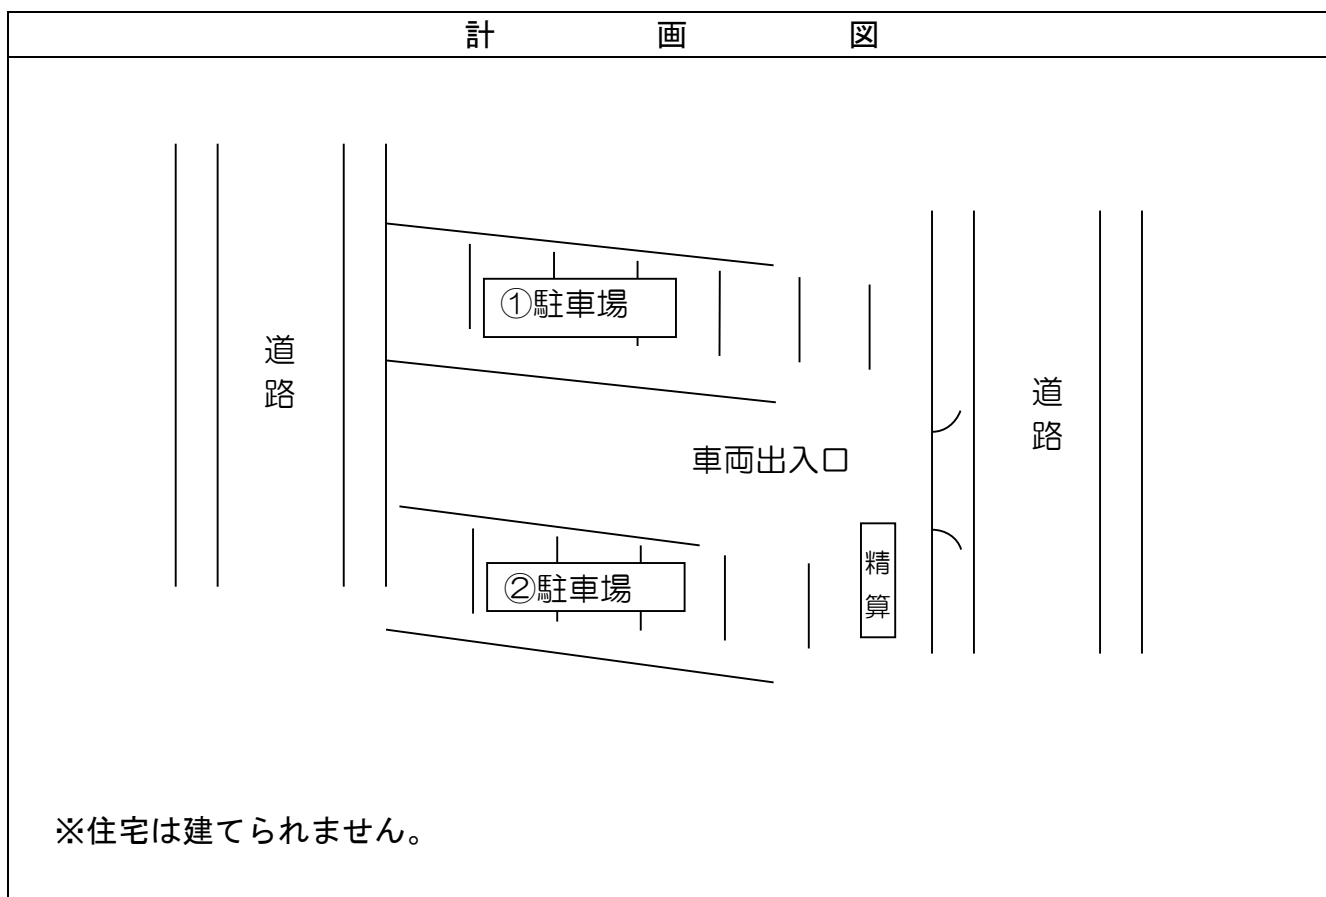 計 画 図
①駐車場
道路
道路
車両出入口
②駐車場
精算
※住宅は建てられません。